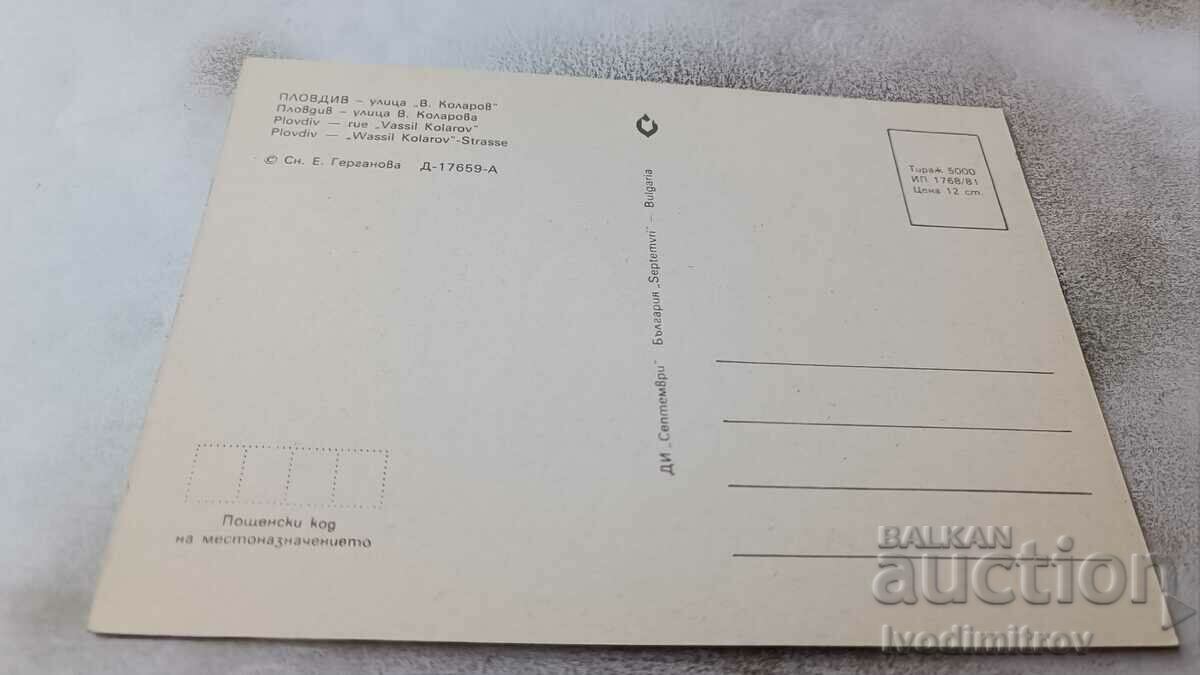 ПЛОВДИВ – улица „В. Коларов"
Пловдив – улица В. Коларова
Plovdiv — rue „Vassil Kolarov"
Plovdiv — „Wassil Kolarov"-Strasse
© Сн. Е. Герганова Д-17659-А
Тираж 5000
ИП 1768/81
Цена 12 ст.
ДИ „Септември" България „Septemvri" – Bulgaria
Пощенски код
на местоназначението
BALKAN
auction
Ivodimitrov